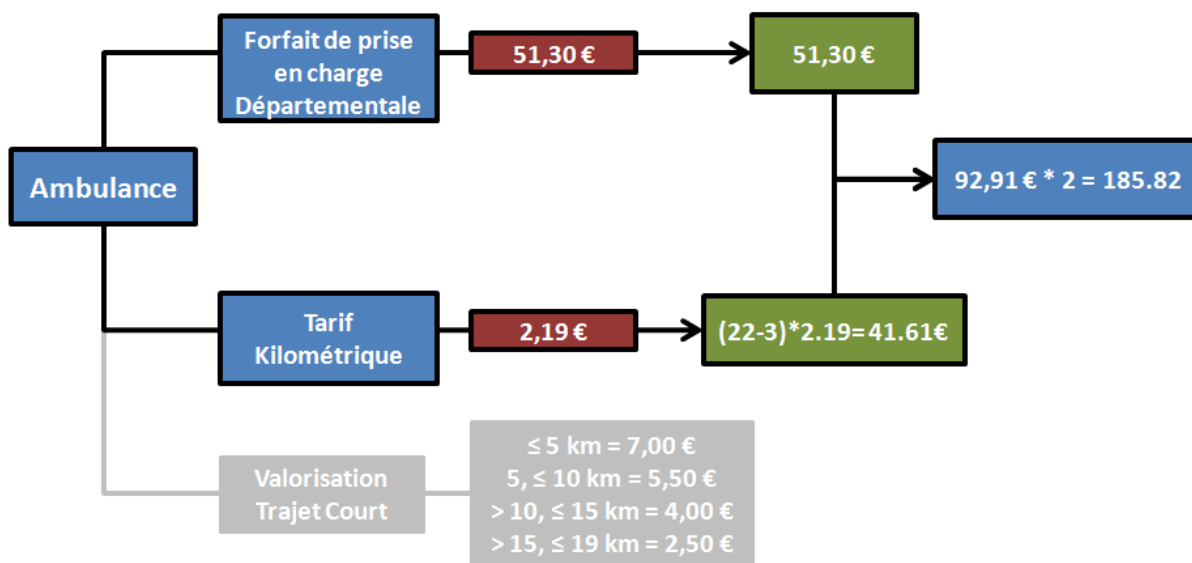 Ambulance
Forfait de prise
en charge
Départementale
51,30 €
51,30 €
92,91 € * 2 = 185.82
Tarif
Kilométrique
2,19 €
(22-3)*2.19= 41.61€
Valorisation
Trajet Court
≤ 5 km = 7,00 €
5, ≤ 10 km = 5,50 €
> 10, ≤ 15 km = 4,00 €
> 15, ≤ 19 km = 2,50 €